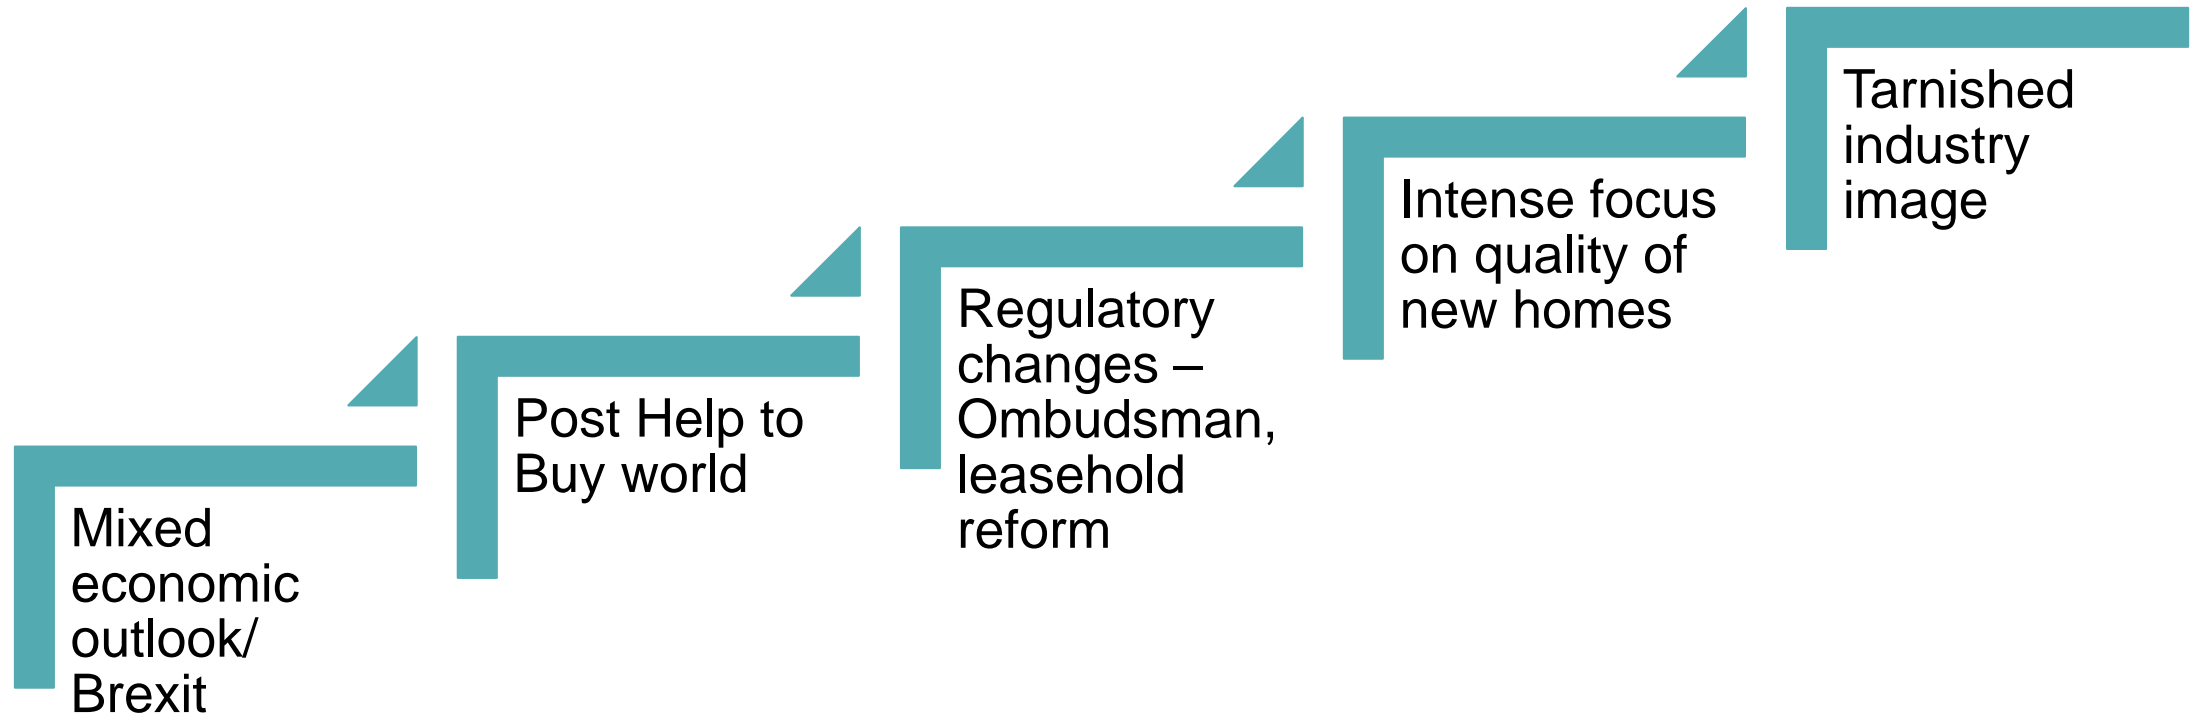 Mixed
economic
outlook/
Brexit
Post Help to
Buy world
Regulatory
changes –
Ombudsman,
leasehold
reform
Intense focus
on quality of
new homes
Tarnished
industry
image